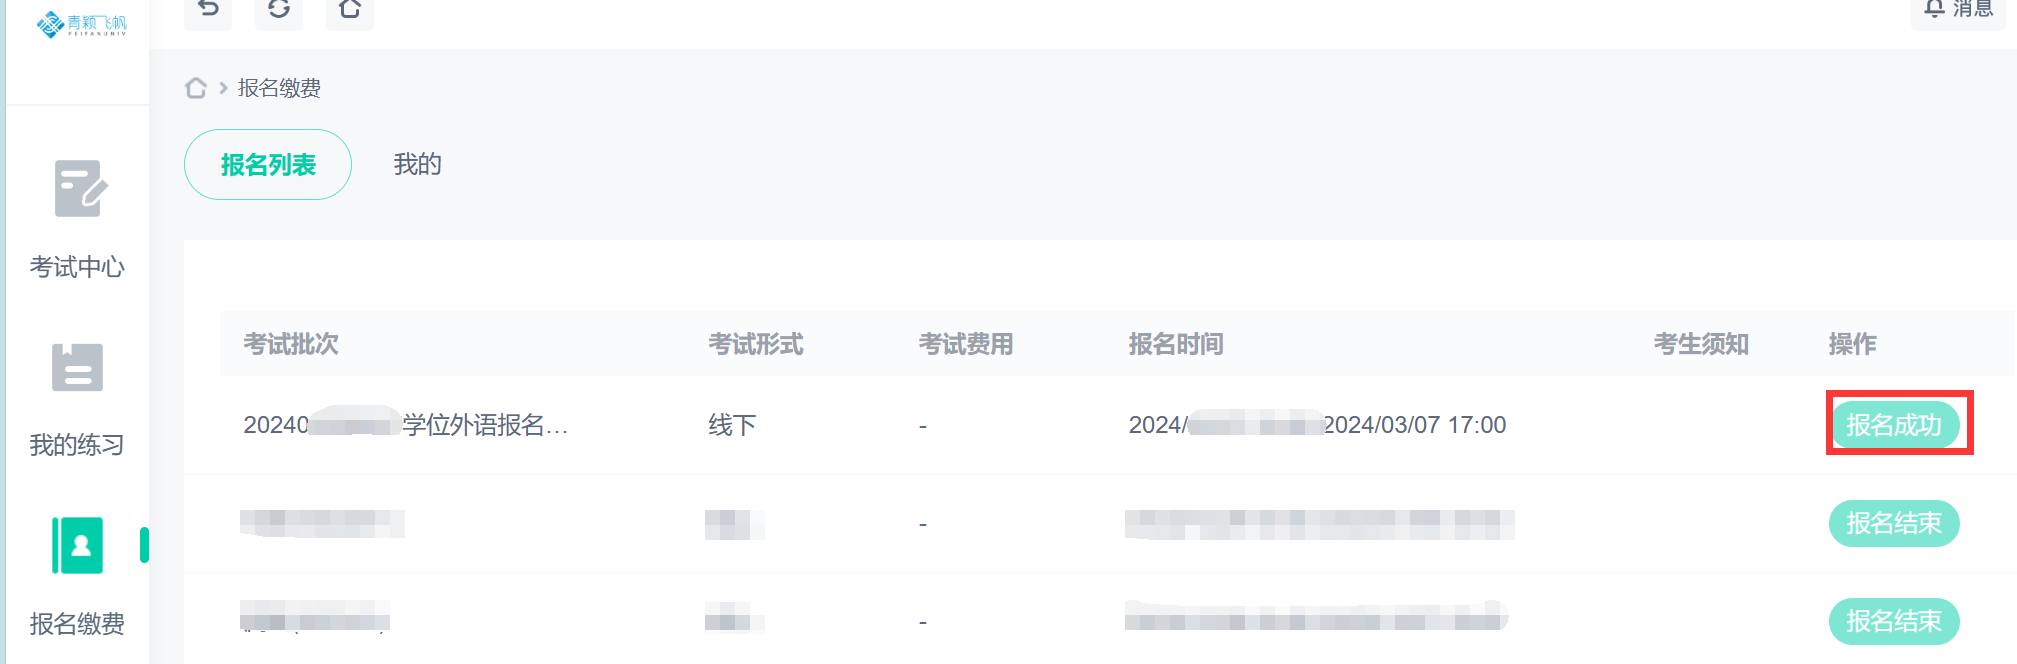 青颖飞帆
FEIFANUNIV
消息
报名缴费
报名列表 我的
考试中心
我的练习
报名缴费
考试批次 考试形式 考试费用 报名时间 考生须知 操作
20240 学位外语报名... 线下 - 2024/ 2024/03/07 17:00 报名成功
- 报名结束
- 报名结束